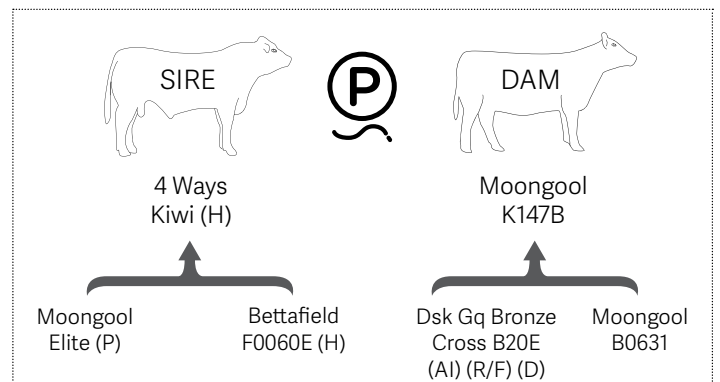 SIRE
P
DAM
4 Ways
Kiwi (H)
Moongool
K147B
Moongool
Elite (P)
Bettafield
F0060E (H)
Dsk Gq Bronze
Cross B20E
(AI) (R/F) (D)
Moongool
B0631